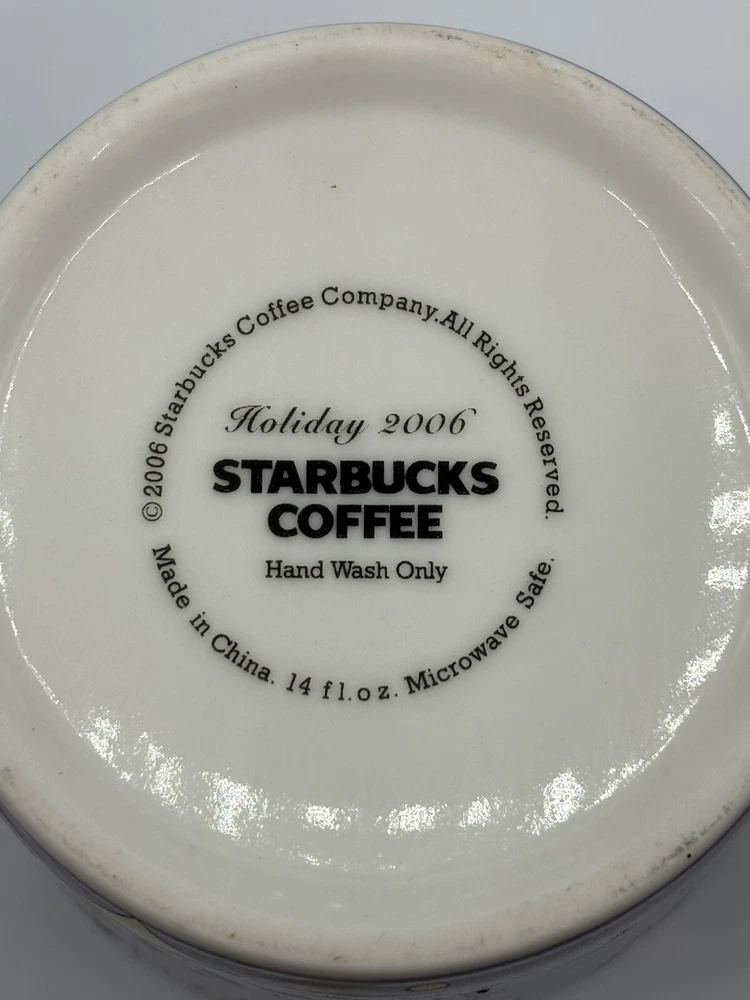 ©2006 Starbucks Coffee Company.All Rights Reserved.
Holiday 2006
STARBUCKS
COFFEE
Hand Wash Only
Made in China. 14 fl.oz. Microwave Safe.